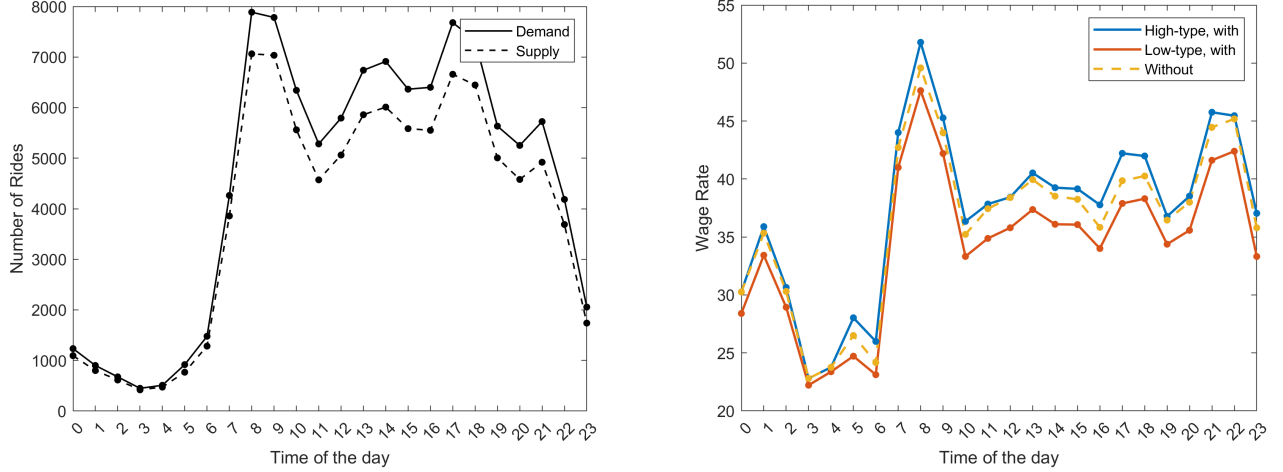 8000
7000
6000
5000
4000
3000
2000
1000
0
Number of Rides
Demand
Supply
0 1 2 3 4 5 6 7 8 9 10 11 12 13 14 15 16 17 18 19 20 21 22 23
Time of the day
55
50
45
40
35
30
25
20
Wage Rate
High-type, with
Low-type, with
Without
0 1 2 3 4 5 6 7 8 9 10 11 12 13 14 15 16 17 18 19 20 21 22 23
Time of the day